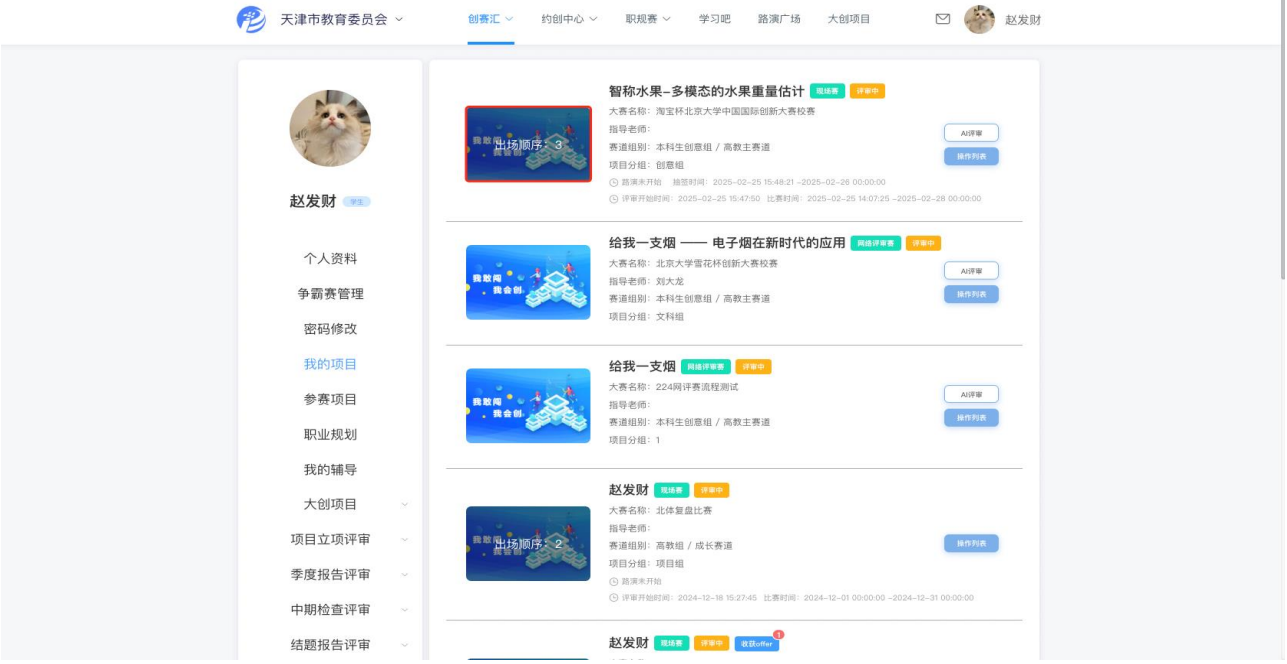 天津市教育委员会 创赛汇 约创中心 职规赛 学习吧 路演广场 大创项目 赵发财
赵发财 学生
个人资料
争霸赛管理
密码修改
我的项目
参赛项目
职业规划
我的辅导
大创项目
项目立项评审
季度报告评审
中期检查评审
结题报告评审
智称水果-多模态的水果重量估计 现场赛 评审中
大赛名称：淘宝杯北京大学中国国际创新大赛校赛
指导老师：
赛道组别：本科生创意组 / 高教主赛道
项目分组：创意组
路演未开始 抽签时间：2025-02-25 15:48:21 -2025-02-26 00:00:00
评审开始时间：2025-02-25 15:47:50 比赛时间：2025-02-25 14:07:25 -2025-02-28 00:00:00
出场顺序：3
AI评审
操作列表
给我一支烟 —— 电子烟在新时代的应用 网络评审赛 评审中
大赛名称：北京大学雪花杯创新大赛校赛
指导老师：刘大龙
赛道组别：本科生创意组 / 高教主赛道
项目分组：文科组
我敢闯
我会创
AI评审
操作列表
给我一支烟 网络评审赛 评审中
大赛名称：224网评赛流程测试
指导老师：
赛道组别：本科生创意组 / 高教主赛道
项目分组：1
我敢闯
我会创
AI评审
操作列表
赵发财 现场赛 评审中
大赛名称：北体复盘比赛
指导老师：
赛道组别：高教组 / 成长赛道
项目分组：项目组
路演未开始
评审开始时间：2024-12-18 15:27:45 比赛时间：2024-12-01 00:00:00 -2024-12-31 00:00:00
出场顺序：2
操作列表
赵发财 现场赛 评审中 收获offer 1